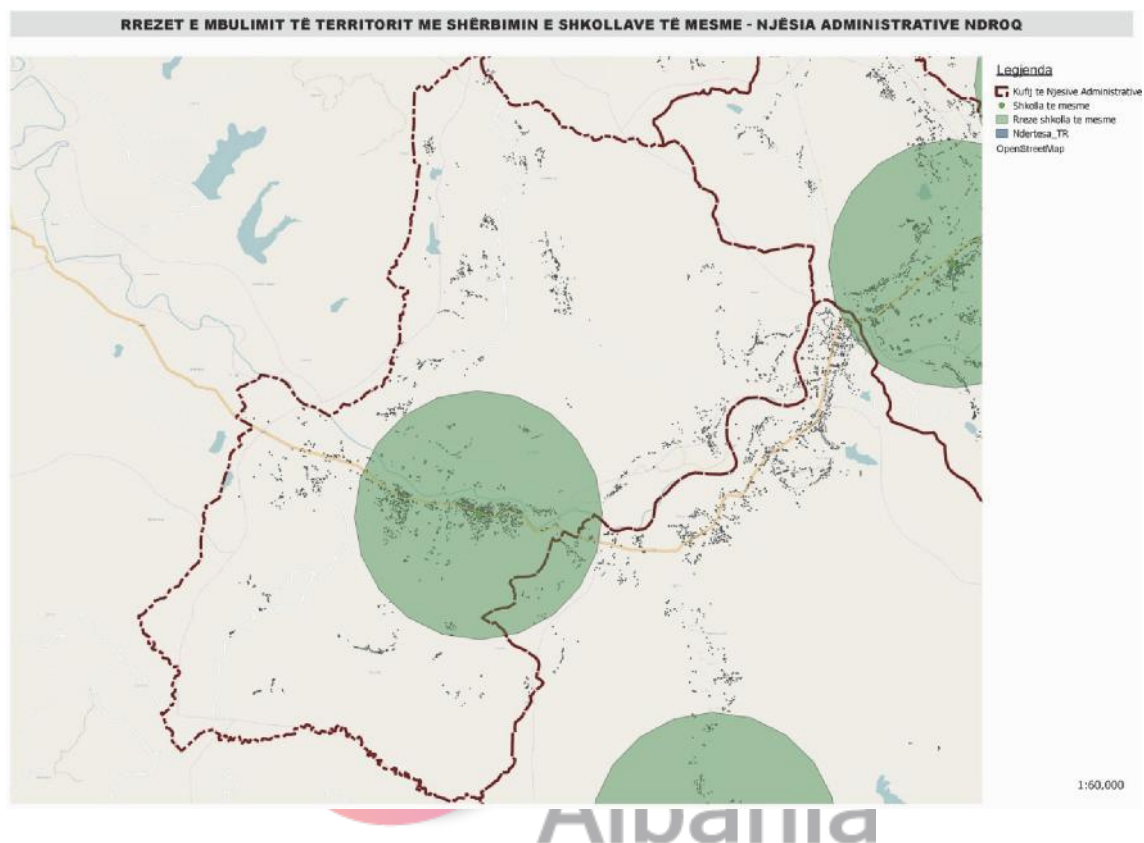 RREZET E MBULIMIT TË TERRITORIT ME SHËRBIMIN E SHKOLLAVE TË MESME - NJËSIA ADMINISTRATIVE NDROQ
Legjenda
Kufij te Njesive Administrative
Shkolla te mesme
Rreze shkolla te mesme
Ndertesa_TR
OpenStreetMap
1:60,000
Albania